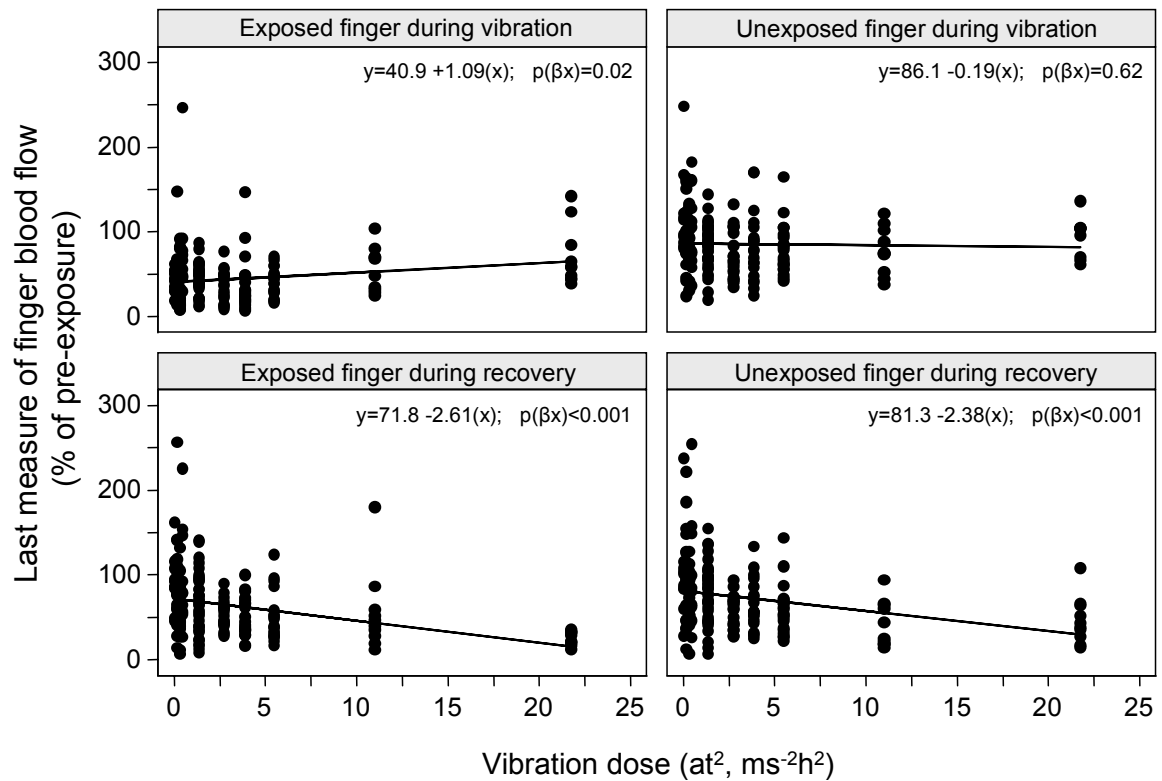 Exposed finger during vibration
Unexposed finger during vibration
y=40.9 +1.09(x); p(βx)=0.02
y=86.1 -0.19(x); p(βx)=0.62
300
200
100
0
Exposed finger during recovery
Unexposed finger during recovery
y=71.8 -2.61(x); p(βx)<0.001
y=81.3 -2.38(x); p(βx)<0.001
300
200
100
0
Last measure of finger blood flow
(% of pre-exposure)
0 5 10 15 20 25
0 5 10 15 20 25
Vibration dose (at², ms⁻²h²)